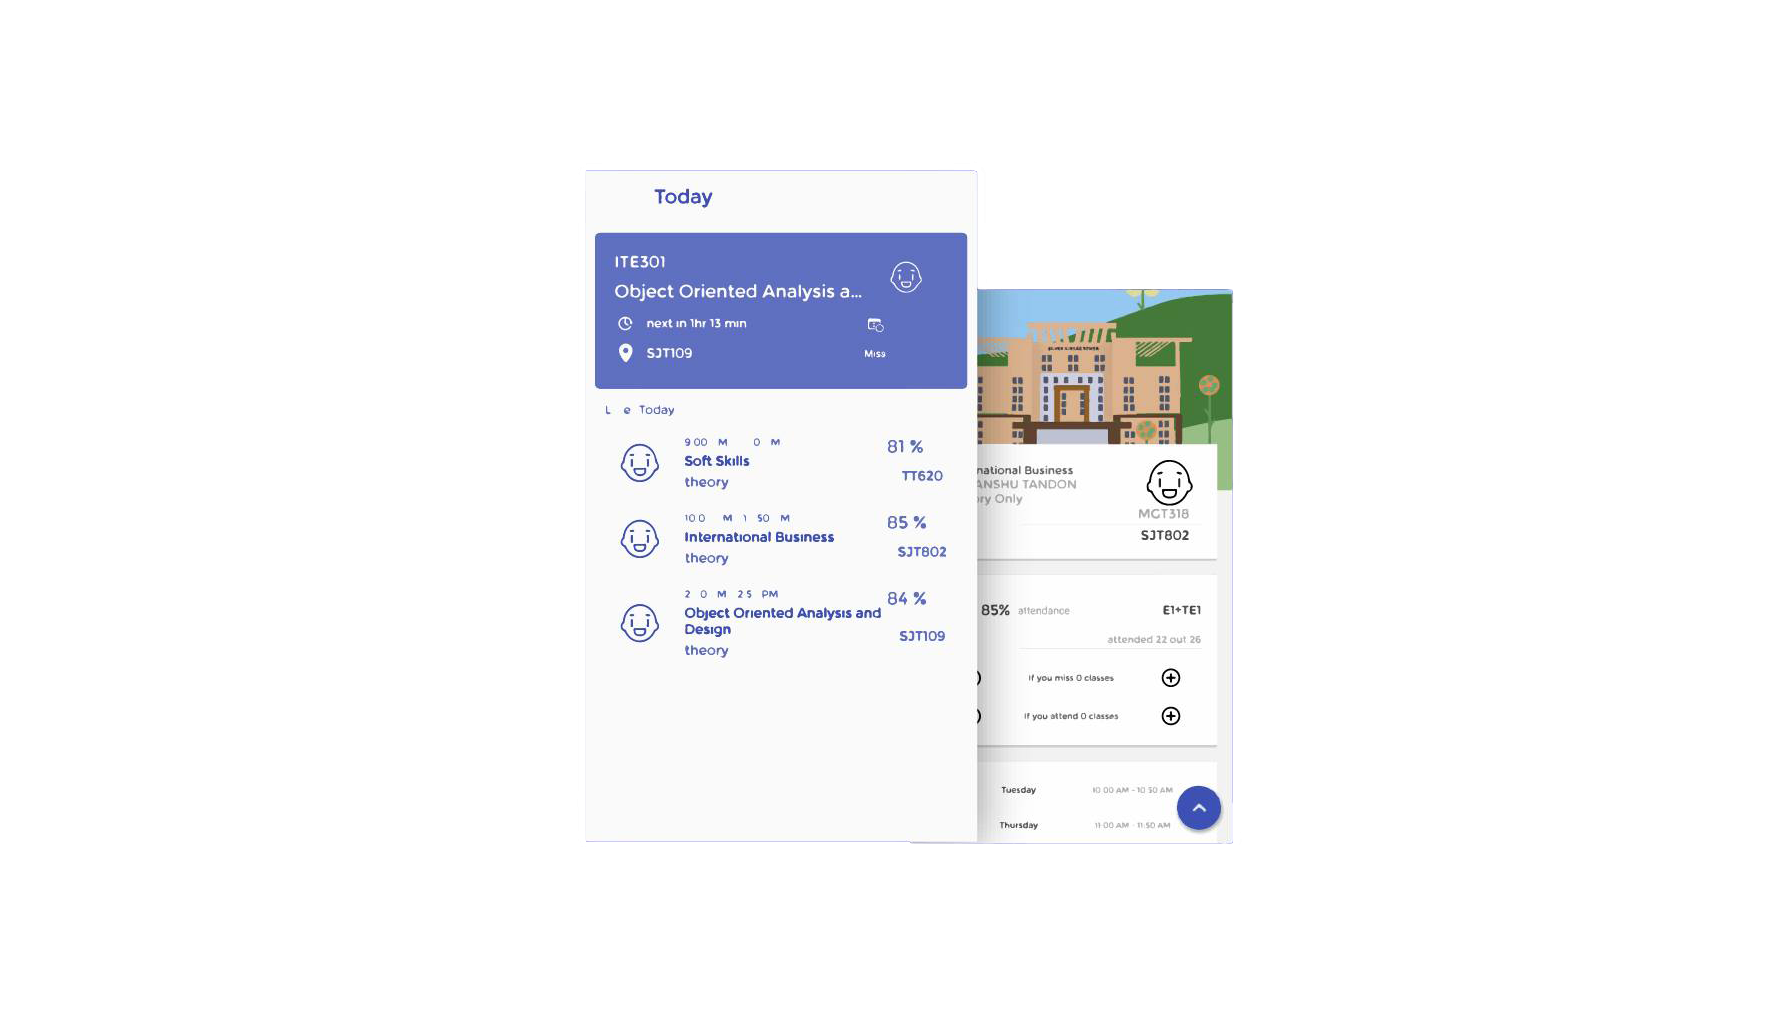 Today
ITE301
Object Oriented Analysis a...
next in 1hr 13 min
SJT109
Miss
L e Today
9 00 M 0 M
Soft Skills
theory
81 %
TT620
10 0 M 1 50 M
International Business
theory
85 %
SJT802
2 0 M 2 25 PM
Object Oriented Analysis and
Design
theory
84 %
SJT109
national Business
ANSHU TANDON
ry Only
MGT318
SJT802
85% attendance
E1+TE1
attended 22 out 26
If you miss 0 classes
If you attend 0 classes
Tuesday 10:00 AM - 10:50 AM
Thursday 11:00 AM - 11:50 AM